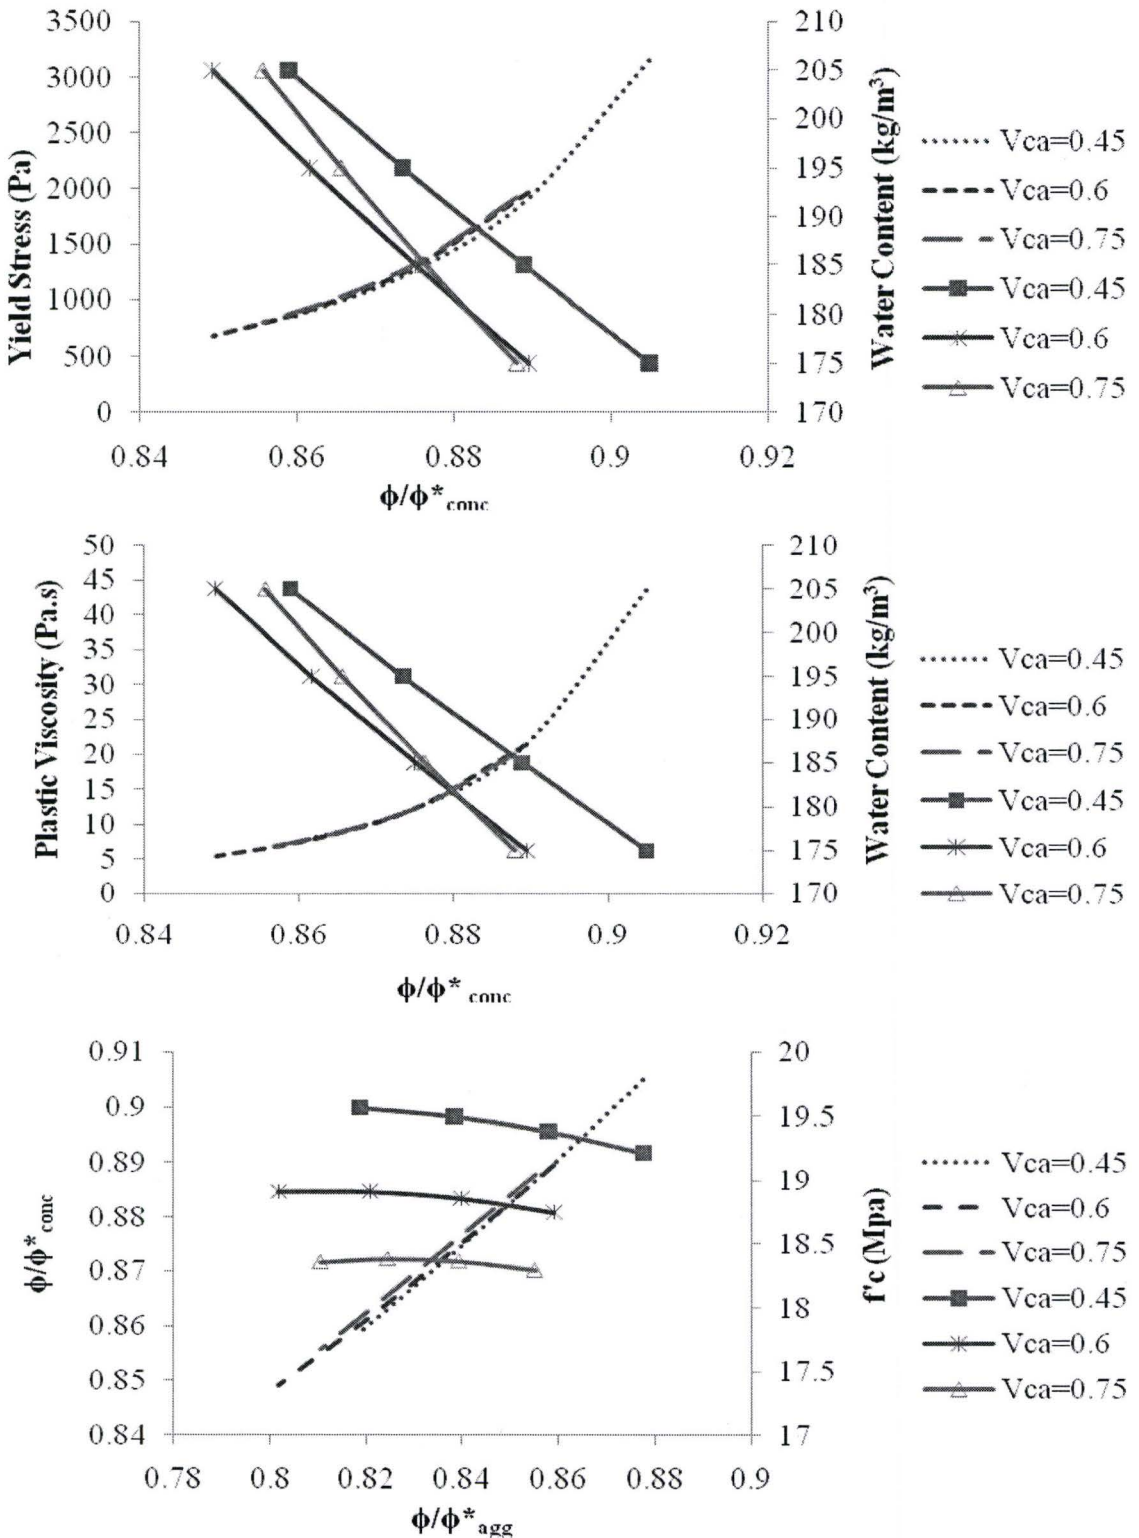 3500
3000
2500
2000
1500
1000
500
0
Yield Stress (Pa)
210
205
200
195
190
185
180
175
170
Water Content (kg/m³)
0.84 0.86 0.88 0.9 0.92
ϕ/ϕ*conc
Vca=0.45
Vca=0.6
Vca=0.75
Vca=0.45
Vca=0.6
Vca=0.75
50
45
40
35
30
25
20
15
10
5
0
Plastic Viscosity (Pa.s)
210
205
200
195
190
185
180
175
170
Water Content (kg/m³)
0.84 0.86 0.88 0.9 0.92
ϕ/ϕ* conc
Vca=0.45
Vca=0.6
Vca=0.75
Vca=0.45
Vca=0.6
Vca=0.75
0.91
0.9
0.89
0.88
0.87
0.86
0.85
0.84
ϕ/ϕ*conc
20
19.5
19
18.5
18
17.5
17
f'c (Mpa)
0.78 0.8 0.82 0.84 0.86 0.88 0.9
ϕ/ϕ*agg
Vca=0.45
Vca=0.6
Vca=0.75
Vca=0.45
Vca=0.6
Vca=0.75